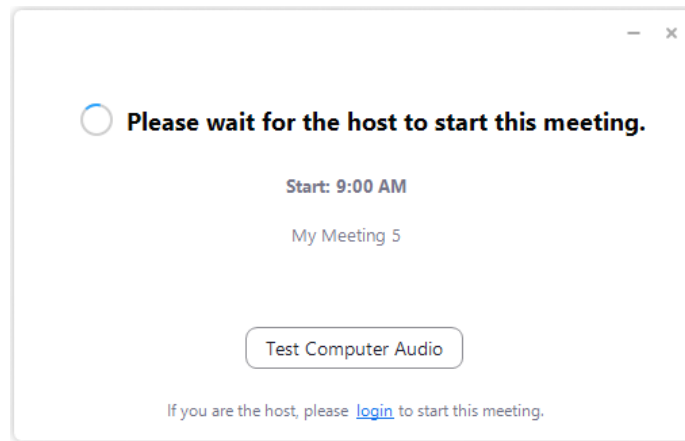 Please wait for the host to start this meeting.
Start: 9:00 AM
My Meeting 5
Test Computer Audio
If you are the host, please login to start this meeting.